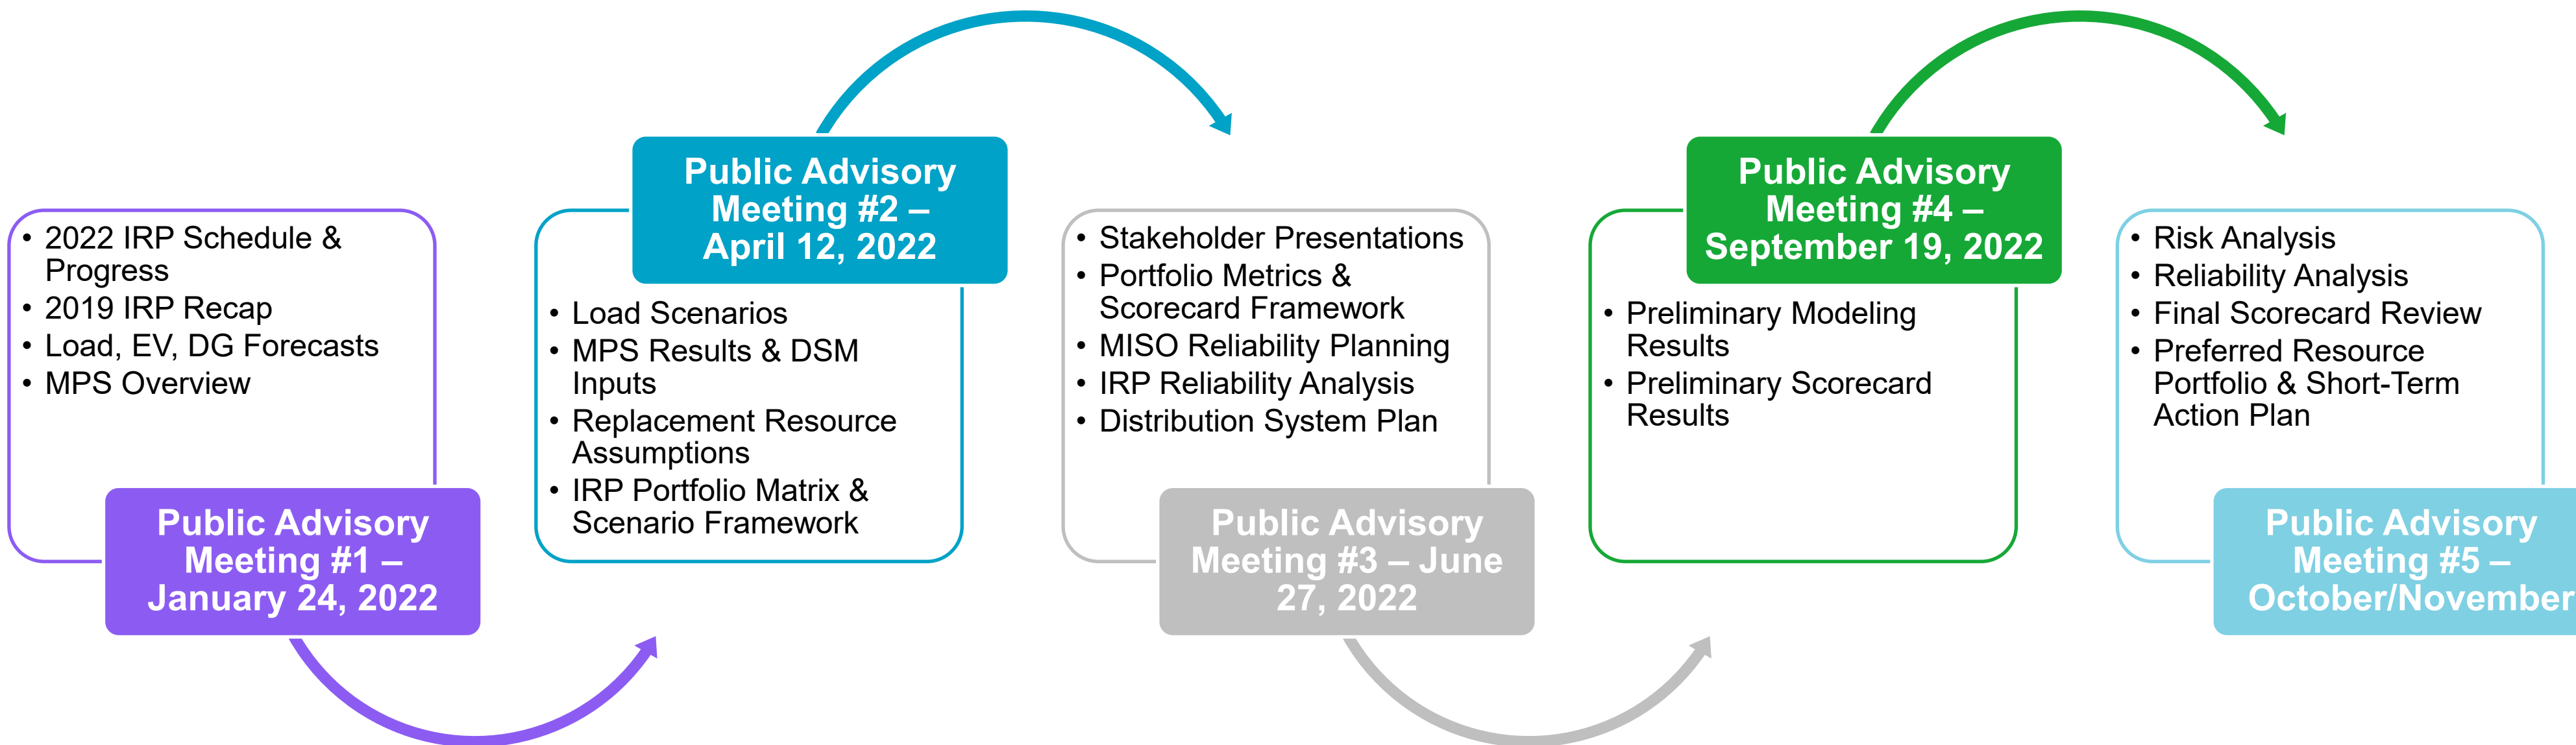 • 2022 IRP Schedule &
Progress
• 2019 IRP Recap
• Load, EV, DG Forecasts
• MPS Overview
Public Advisory
Meeting #1 –
January 24, 2022
Public Advisory
Meeting #2 –
April 12, 2022
• Load Scenarios
• MPS Results & DSM
Inputs
• Replacement Resource
Assumptions
• IRP Portfolio Matrix &
Scenario Framework
• Stakeholder Presentations
• Portfolio Metrics &
Scorecard Framework
• MISO Reliability Planning
• IRP Reliability Analysis
• Distribution System Plan
Public Advisory
Meeting #3 – June
27, 2022
Public Advisory
Meeting #4 –
September 19, 2022
• Preliminary Modeling
Results
• Preliminary Scorecard
Results
• Risk Analysis
• Reliability Analysis
• Final Scorecard Review
• Preferred Resource
Portfolio & Short-Term
Action Plan
Public Advisory
Meeting #5 –
October/November